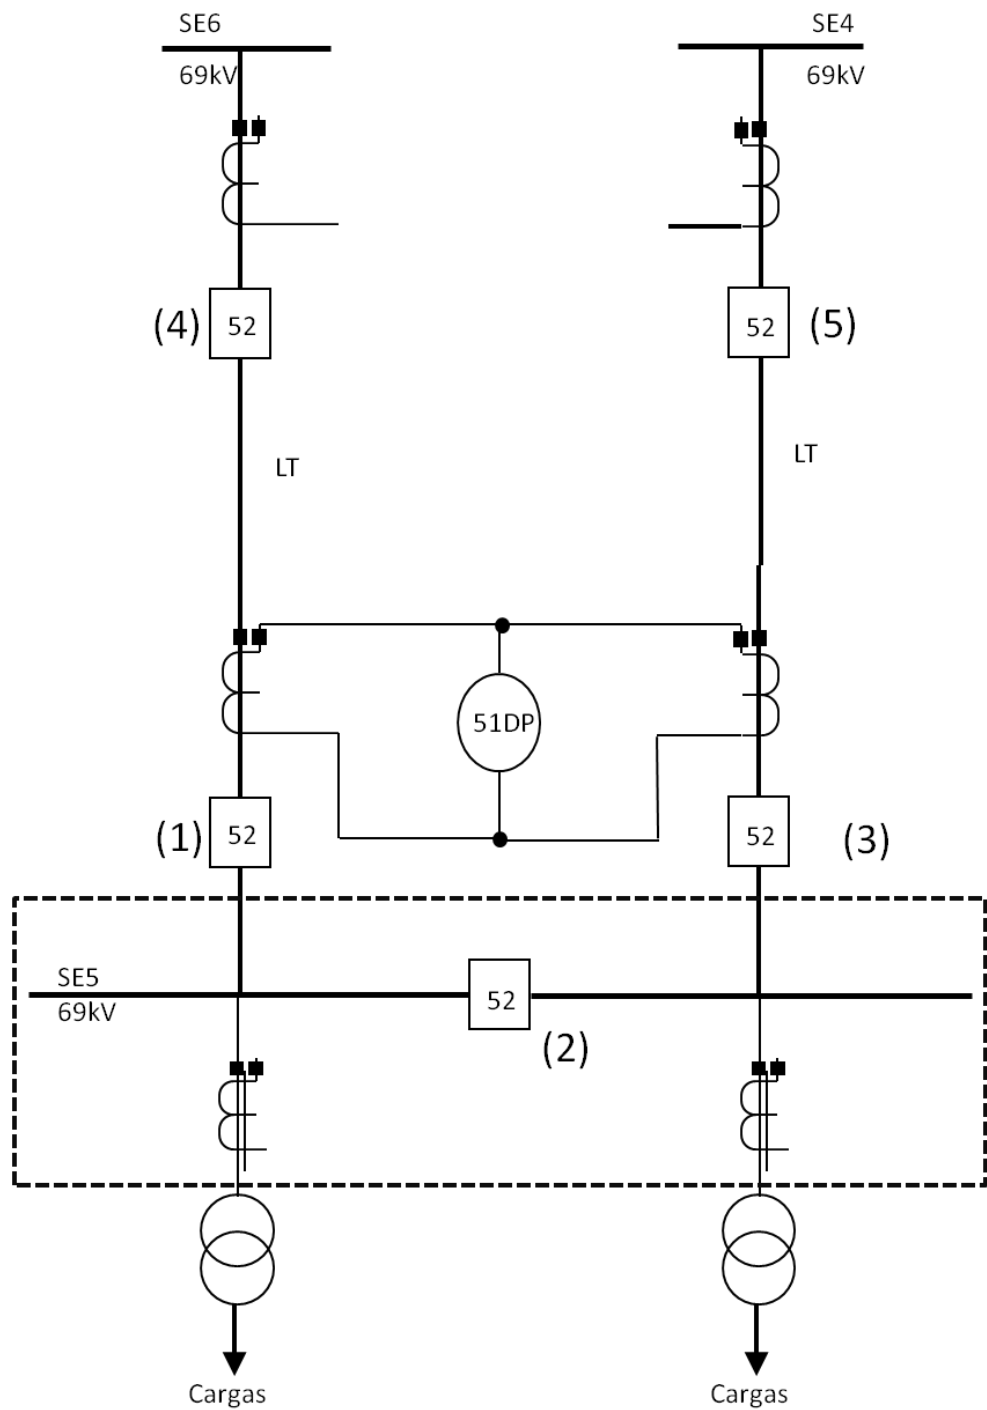 SE6
SE4
69kV
69kV
(4)
52
52
(5)
LT
LT
51DP
(1)
52
52
(3)
SE5
69kV
52
(2)
Cargas
Cargas